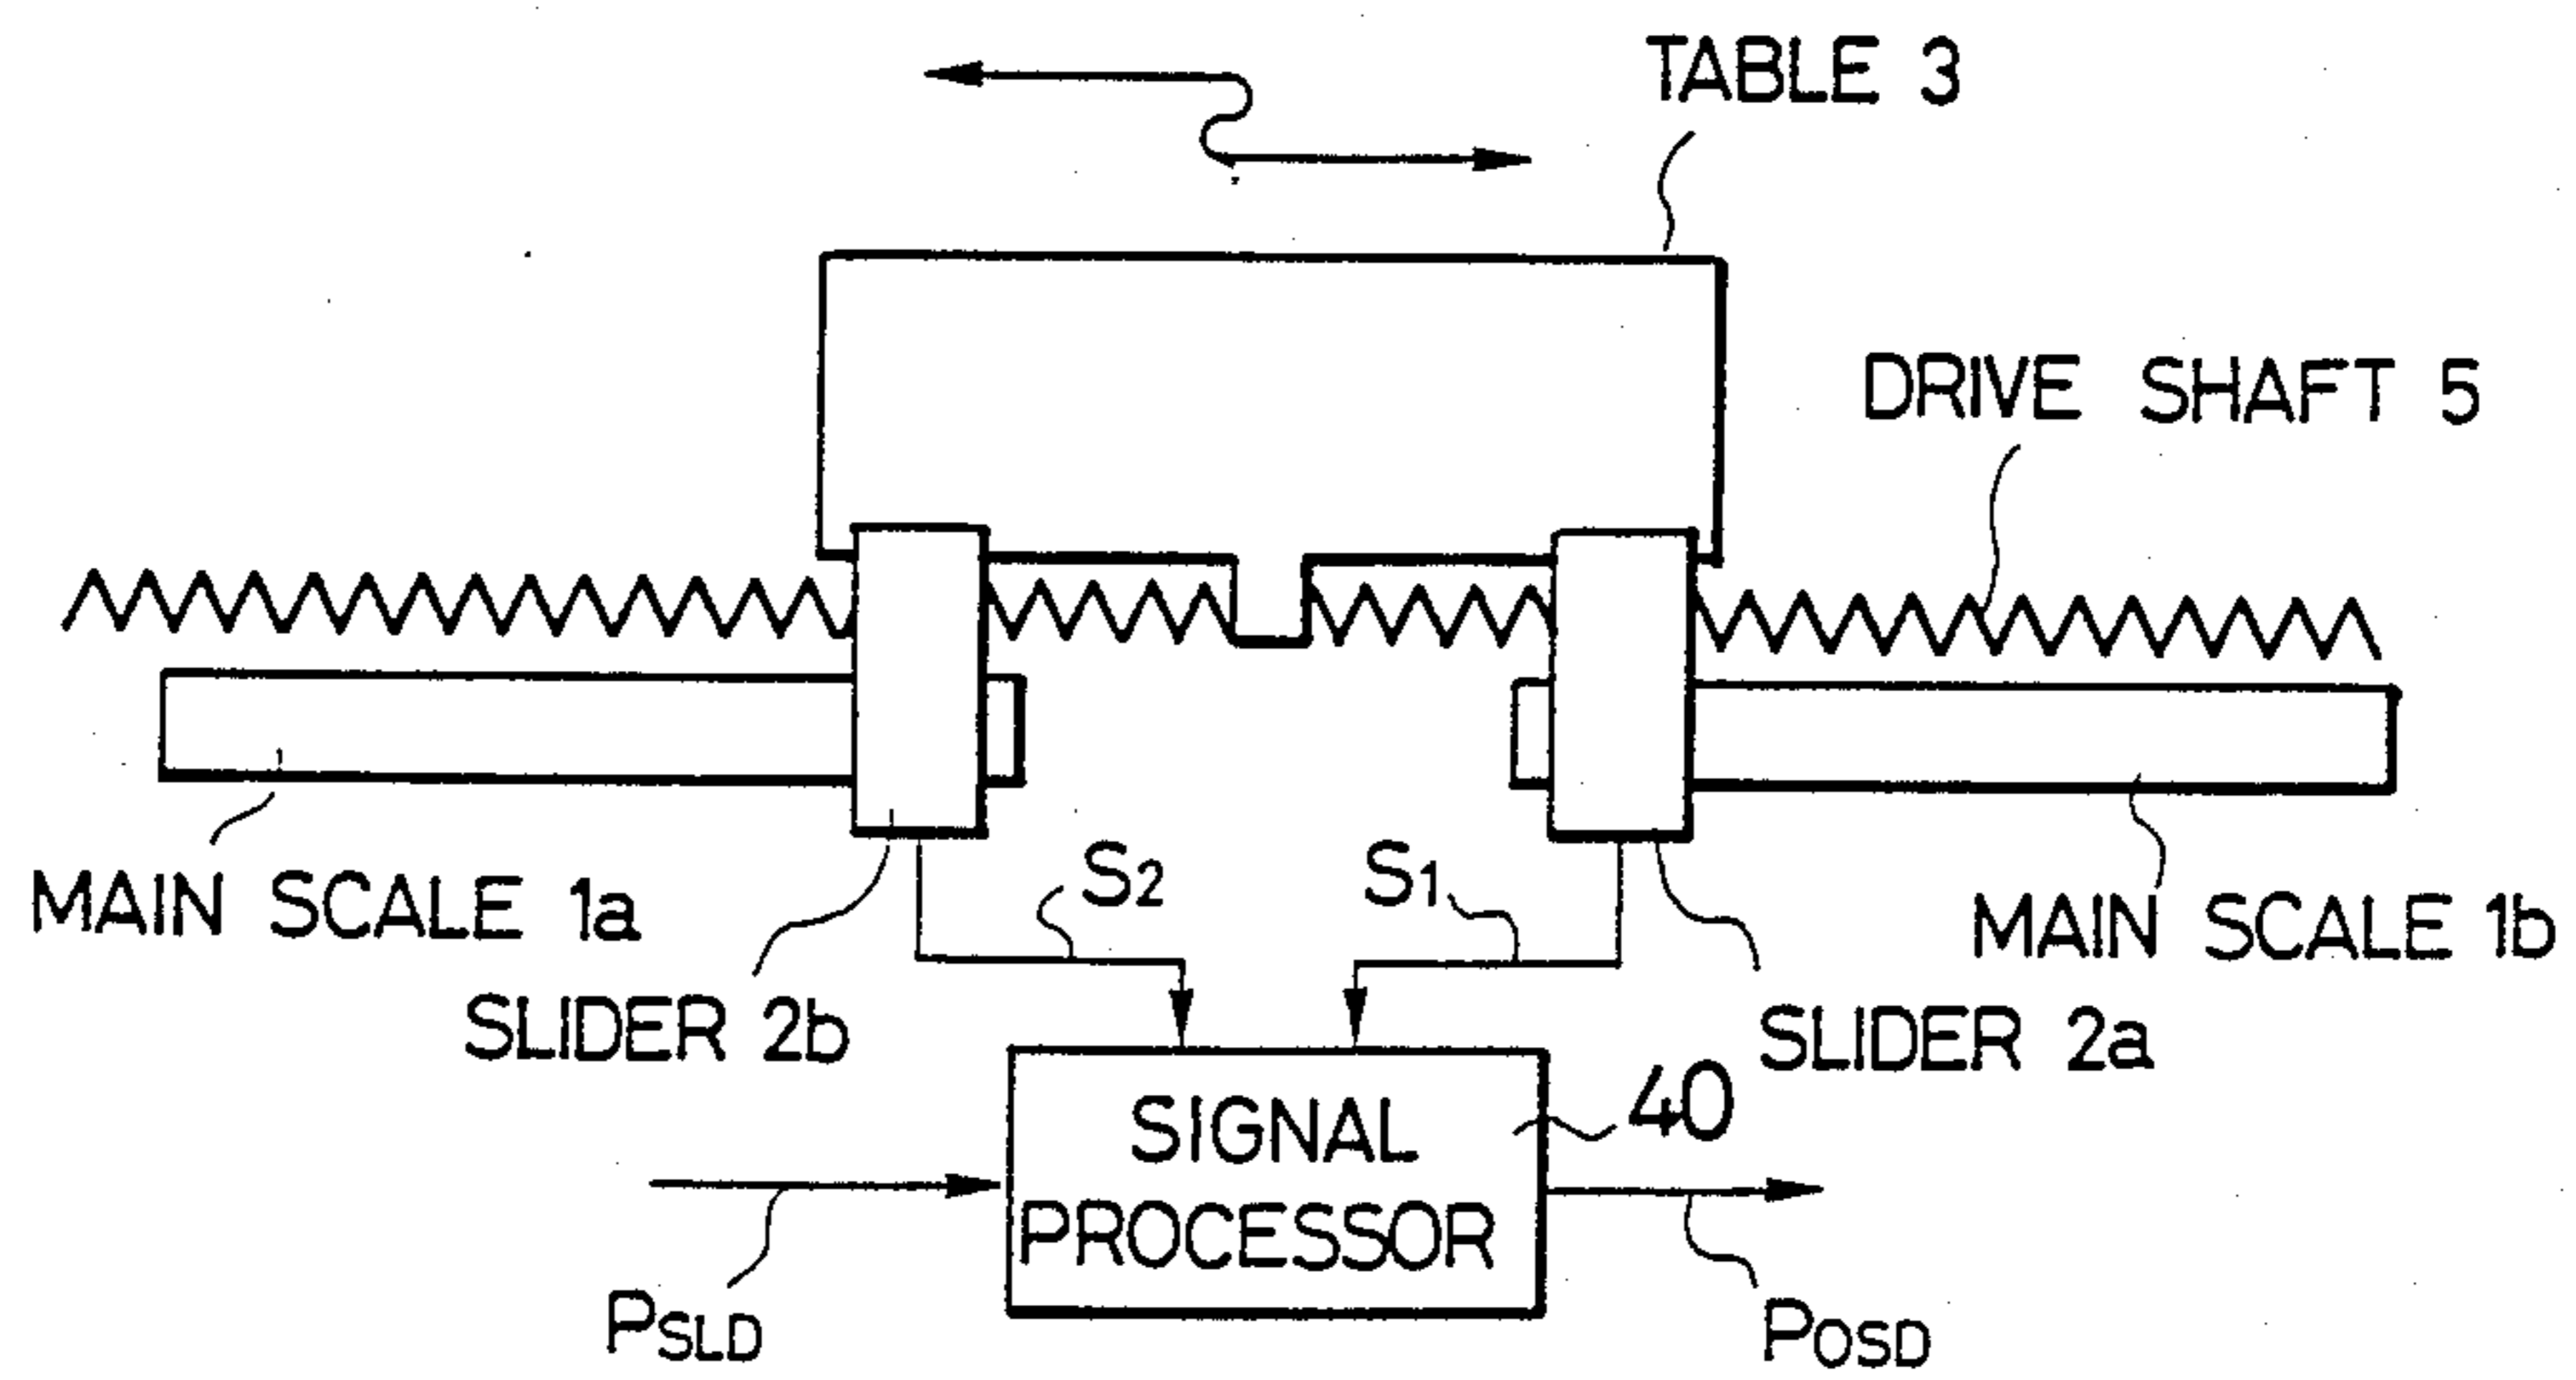 TABLE 3
DRIVE SHAFT 5
MAIN SCALE 1a
S2
S1
MAIN SCALE 1b
SLIDER 2b
SLIDER 2a
40
SIGNAL
PROCESSOR
PSLD
POSD